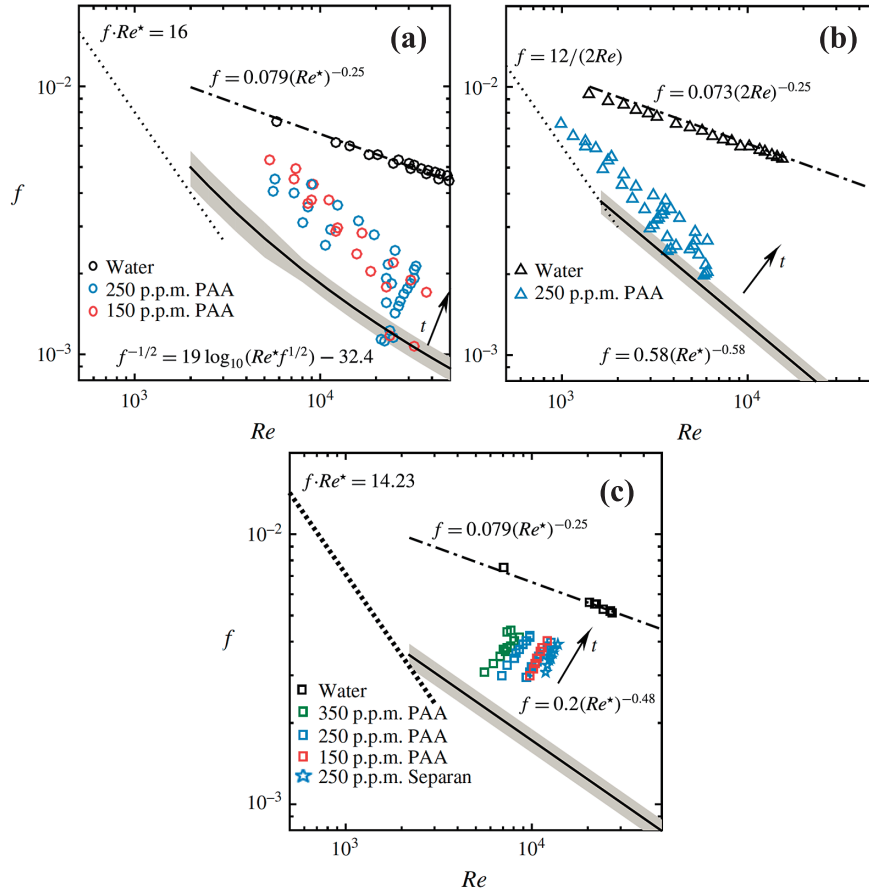 f·Re⋆ = 16
(a)
f = 0.079(Re⋆)^−0.25
10^−2
f
Water
250 p.p.m. PAA
150 p.p.m. PAA
t
10^−3
f^−1/2 = 19 log10(Re⋆f^1/2) − 32.4
10^3
10^4
Re
(b)
f = 12/(2Re)
10^−2
f = 0.073(2Re)^−0.25
Water
250 p.p.m. PAA
t
10^−3
f = 0.58(Re⋆)^−0.58
10^3
10^4
Re
f·Re⋆ = 14.23
(c)
10^−2
f = 0.079(Re⋆)^−0.25
f
t
Water
350 p.p.m. PAA
250 p.p.m. PAA
150 p.p.m. PAA
250 p.p.m. Separan
f = 0.2(Re⋆)^−0.48
10^−3
10^3
10^4
Re